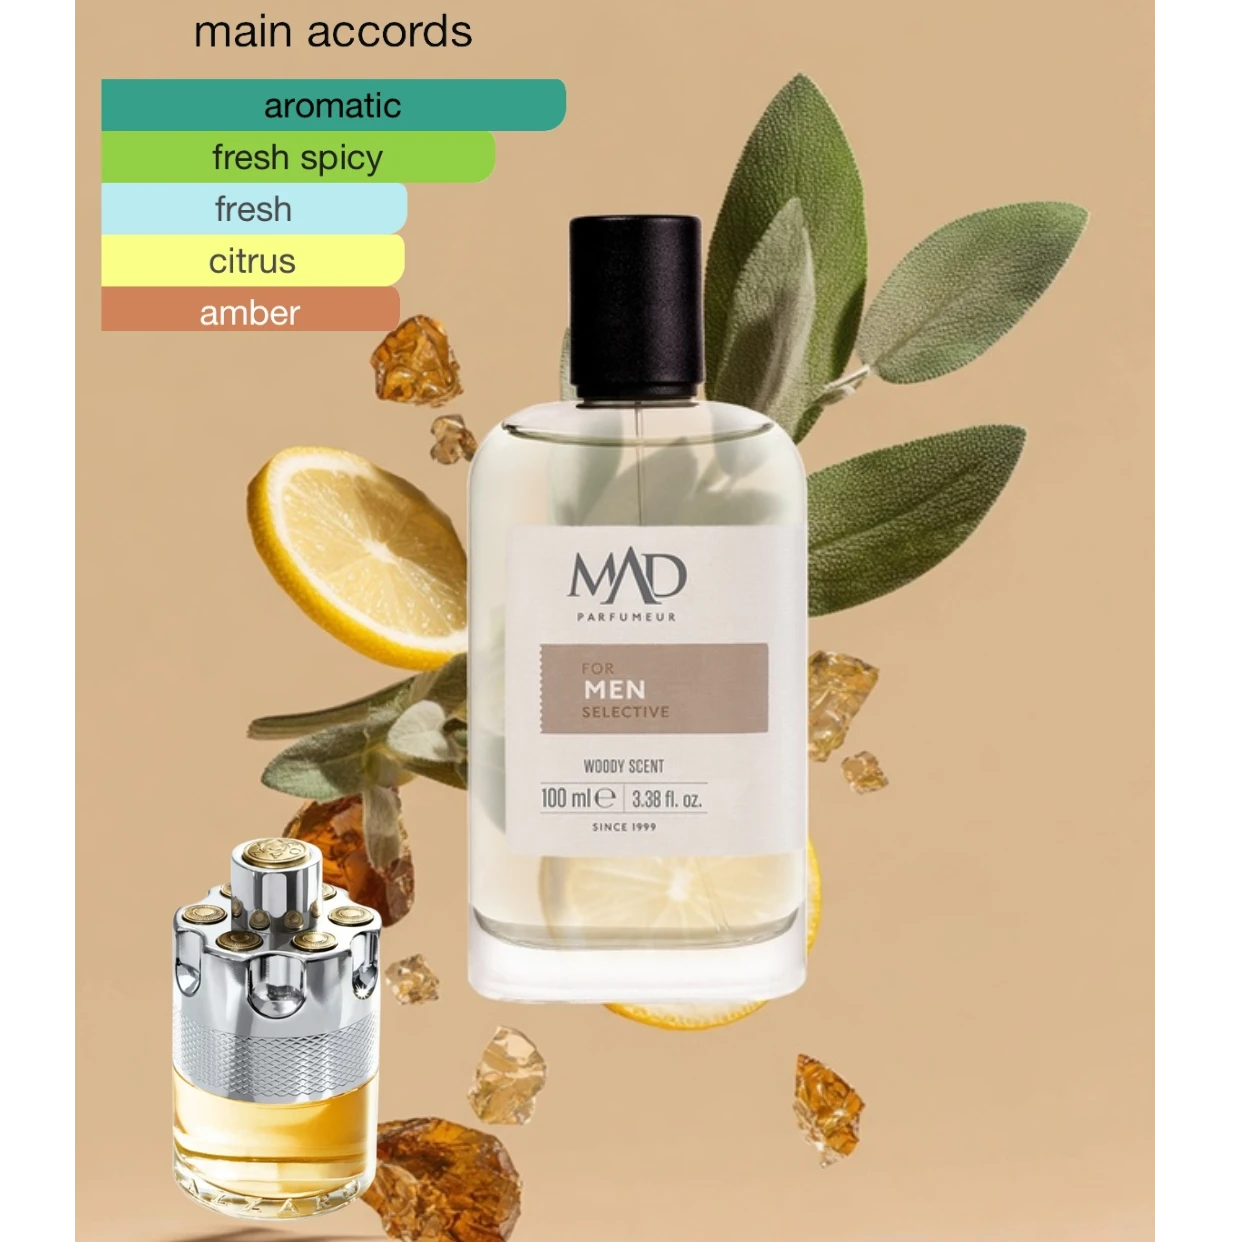 main accords
aromatic
fresh spicy
fresh
citrus
amber
MAD
PARFUMEUR
FOR
MEN
SELECTIVE
WOODY SCENT
100 ml℮ 3.38 fl. oz.
SINCE 1999
AZZARO